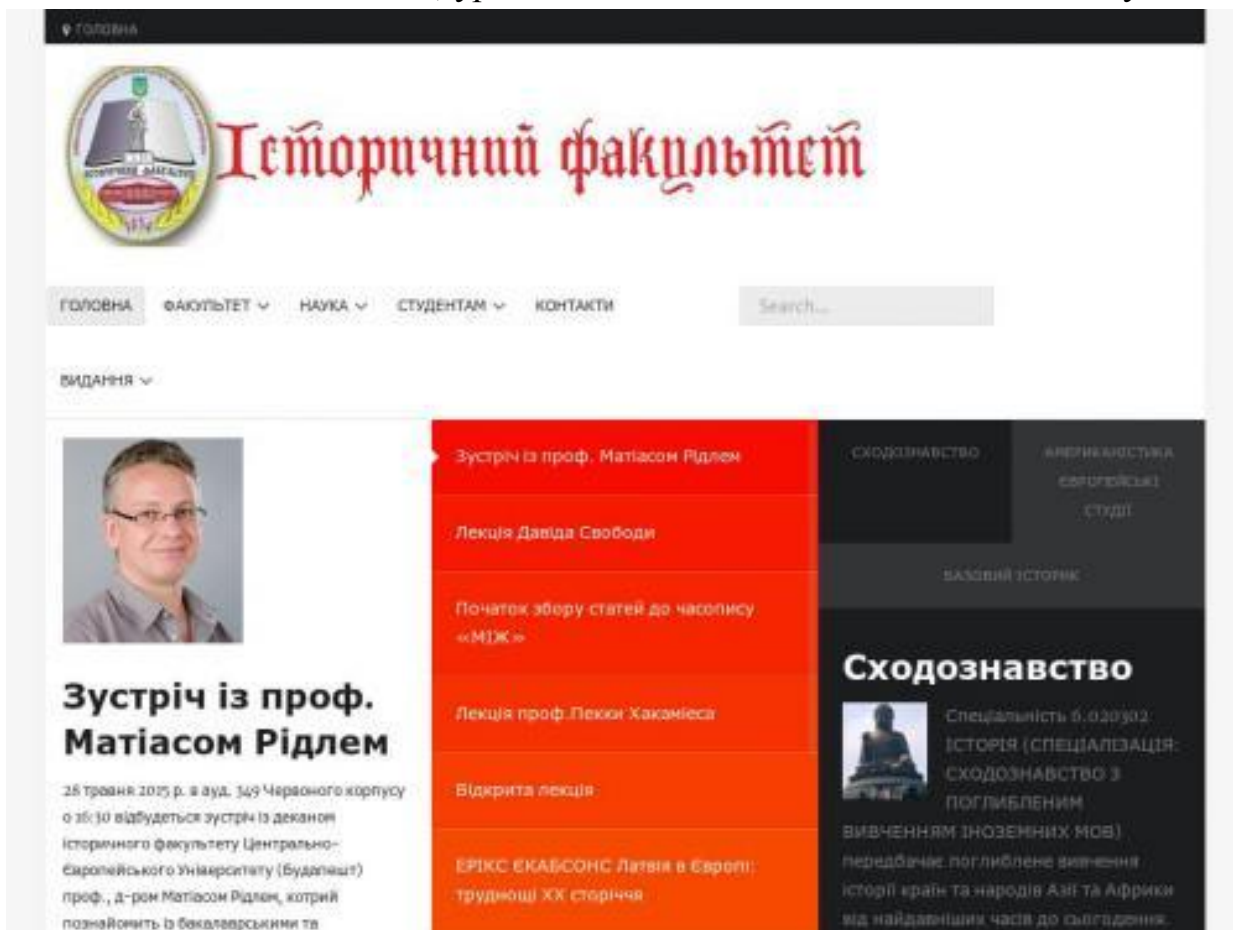 ГОЛОВНА
Історичний факультет
ІСТОРИЧНИЙ ФАКУЛЬТЕТ
1834
ГОЛОВНА ФАКУЛЬТЕТ НАУКА СТУДЕНТАМ КОНТАКТИ Search...
ВИДАННЯ
Зустріч із проф.
Матіасом Рідлем
28 травня 2015 р. в ауд. 349 Червоного корпусу
о 16:30 відбудеться зустріч із деканом
історичного факультету Центрально-
Європейського Університету (Будапешт)
проф., д-ром Матіасом Рідлем, котрий
познайомить із бакалаврськими та
Зустріч із проф. Матіасом Рідлем
Лекція Давіда Свободи
Початок збору статей до часопису
«МІЖ»
Лекція проф.Пекки Хакаміеса
Відкрита лекція
ЕРІКС ЄКАБСОНС Латвія в Європі:
труднощі ХХ сторіччя
СХОДОЗНАВСТВО
АМЕРИКАНІСТИКА
ЄВРОПЕЙСЬКІ
СТУДІЇ
БАЗОВИЙ ІСТОРИК
Сходознавство
Спеціальність 6.020302
ІСТОРІЯ (СПЕЦІАЛІЗАЦІЯ:
СХОДОЗНАВСТВО З
ПОГЛИБЛЕНИМ
ВИВЧЕННЯМ ІНОЗЕМНИХ МОВ)
передбачає поглиблене вивчення
історії країн та народів Азії та Африки
від найдавніших часів до сьогодення.